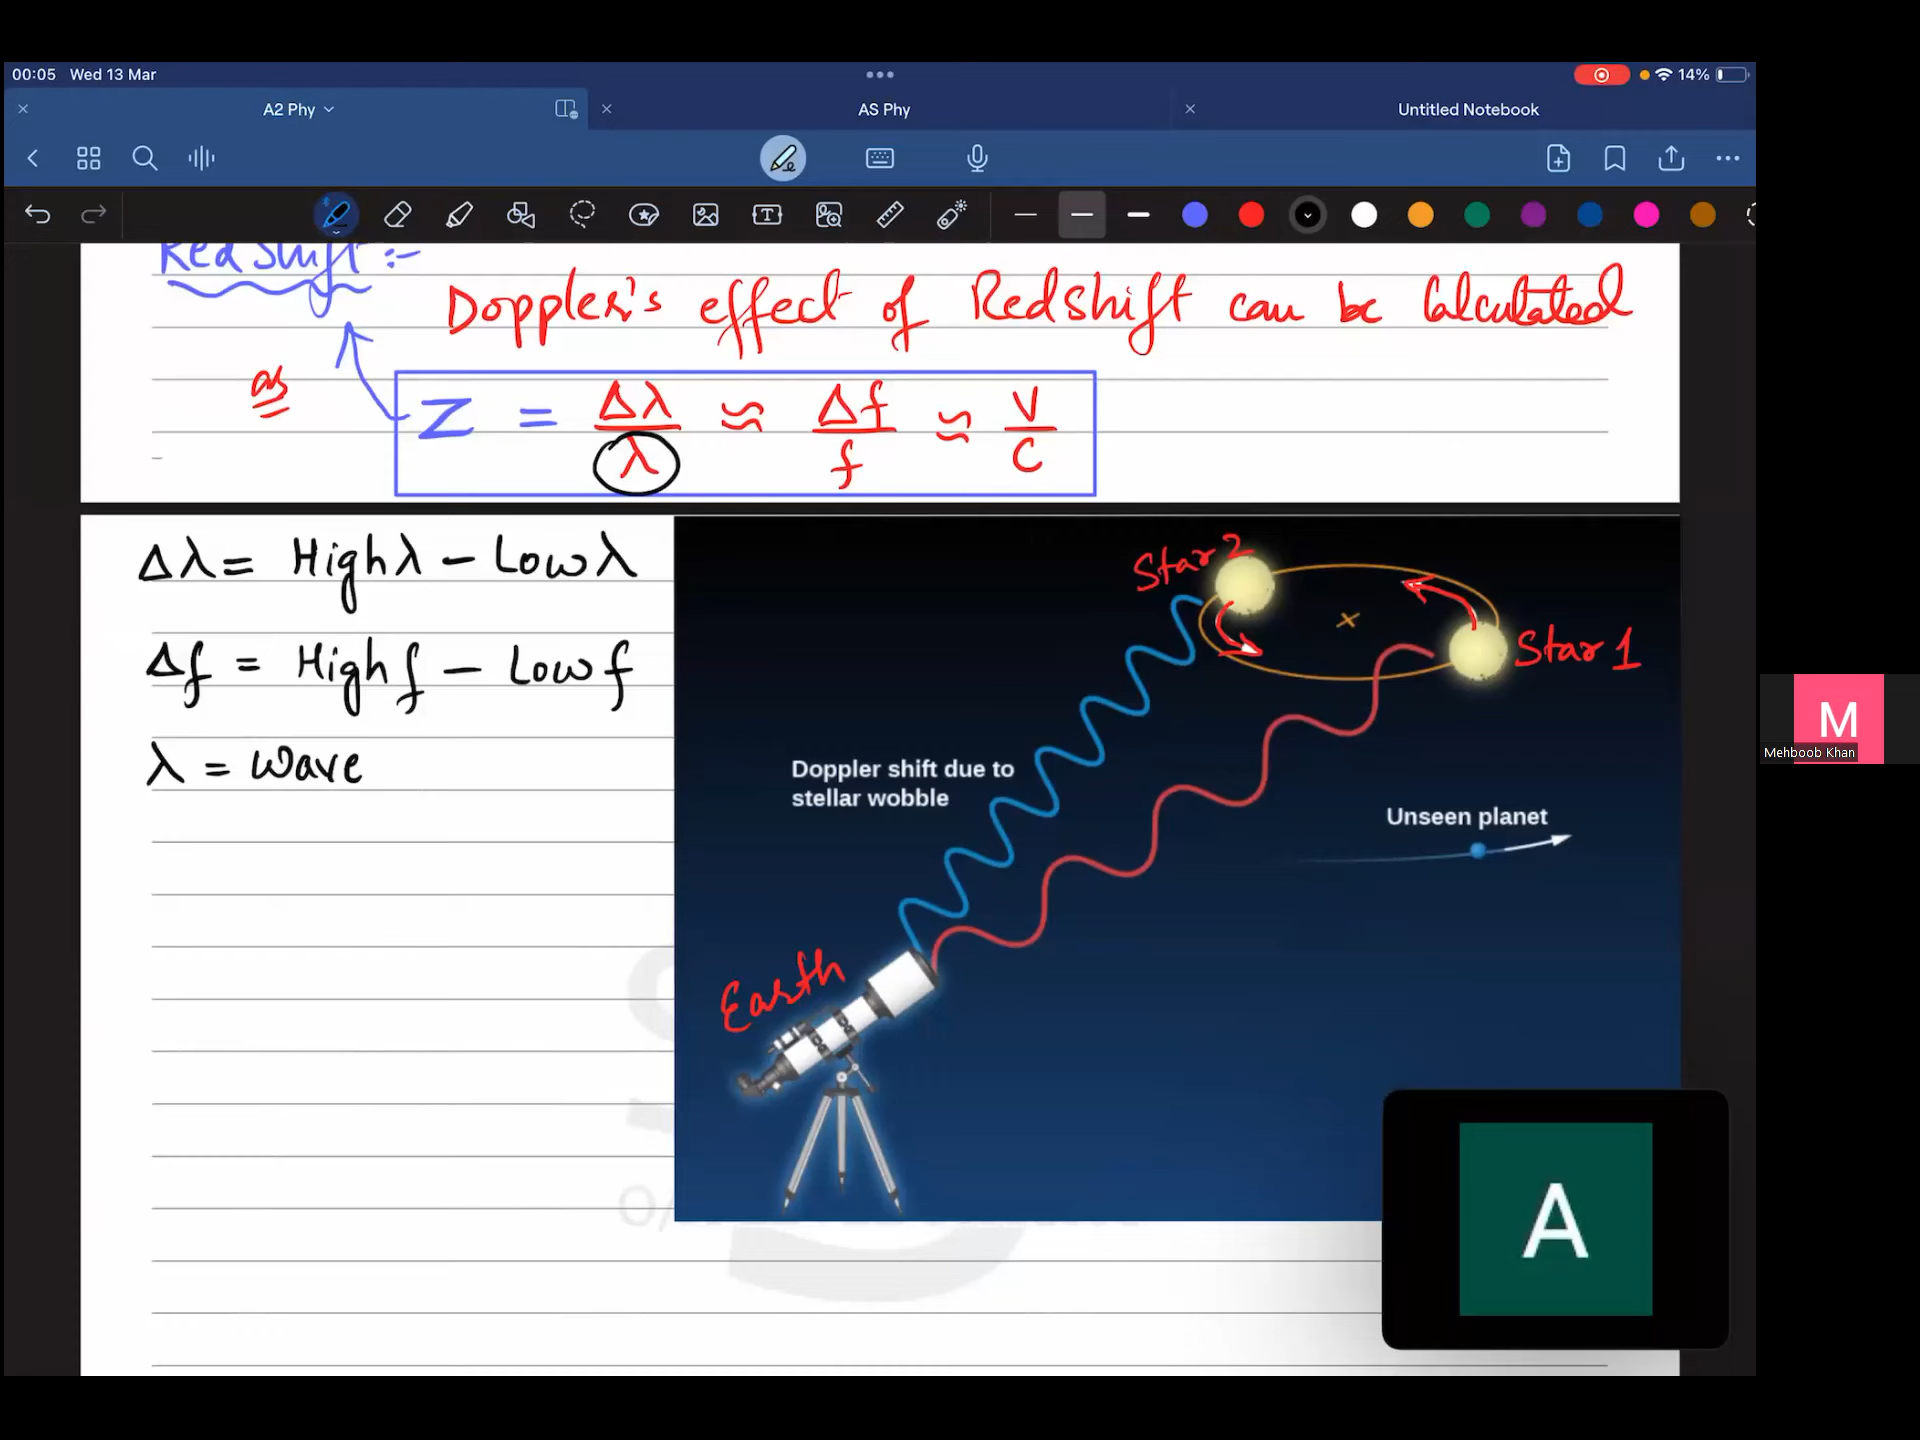 00:05 Wed 13 Mar
14%
A2 Phy
AS Phy
Untitled Notebook
Redshift :-
Doppler's effect of Redshift can be Calculated
as
Z = Δλ/λ ≈ Δf/f ≈ v/c
Δλ = High λ - Low λ
Δf = High f - Low f
λ = wave
Star 2
Star 1
Doppler shift due to
stellar wobble
Unseen planet
Earth
M
Mehboob Khan
A